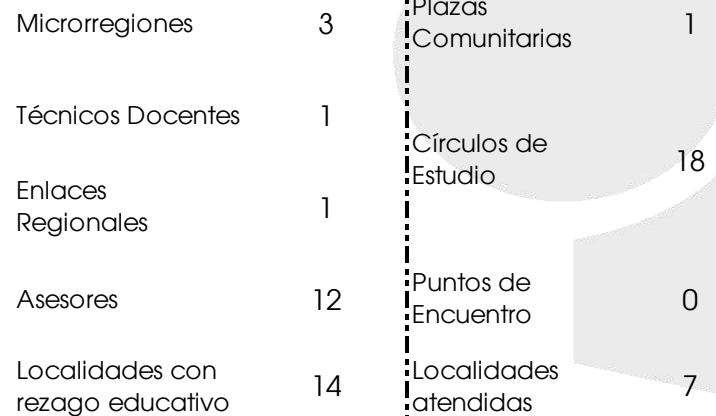 Microrregiones 3
Técnicos Docentes 1
Enlaces
Regionales 1
Asesores 12
Localidades con
rezago educativo 14
Plazas
Comunitarias 1
Círculos de
Estudio 18
Puntos de
Encuentro 0
Localidades
atendidas 7